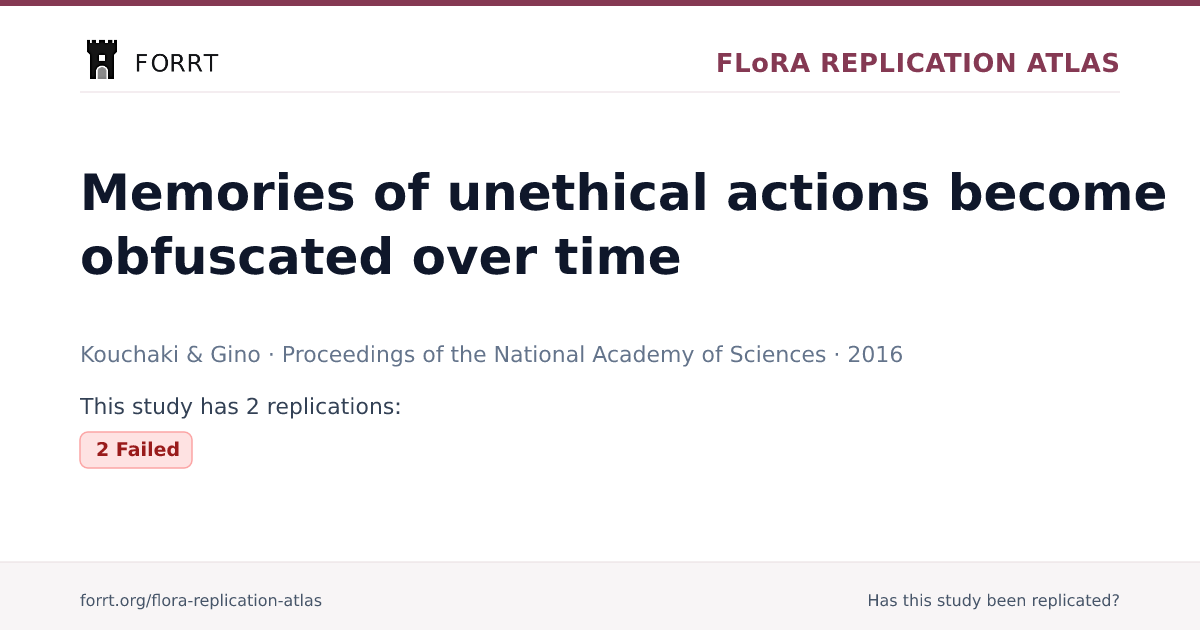 FORRT
FLoRA REPLICATION ATLAS
Memories of unethical actions become
obfuscated over time
Kouchaki & Gino · Proceedings of the National Academy of Sciences · 2016
This study has 2 replications:
2 Failed
forrt.org/flora-replication-atlas
Has this study been replicated?